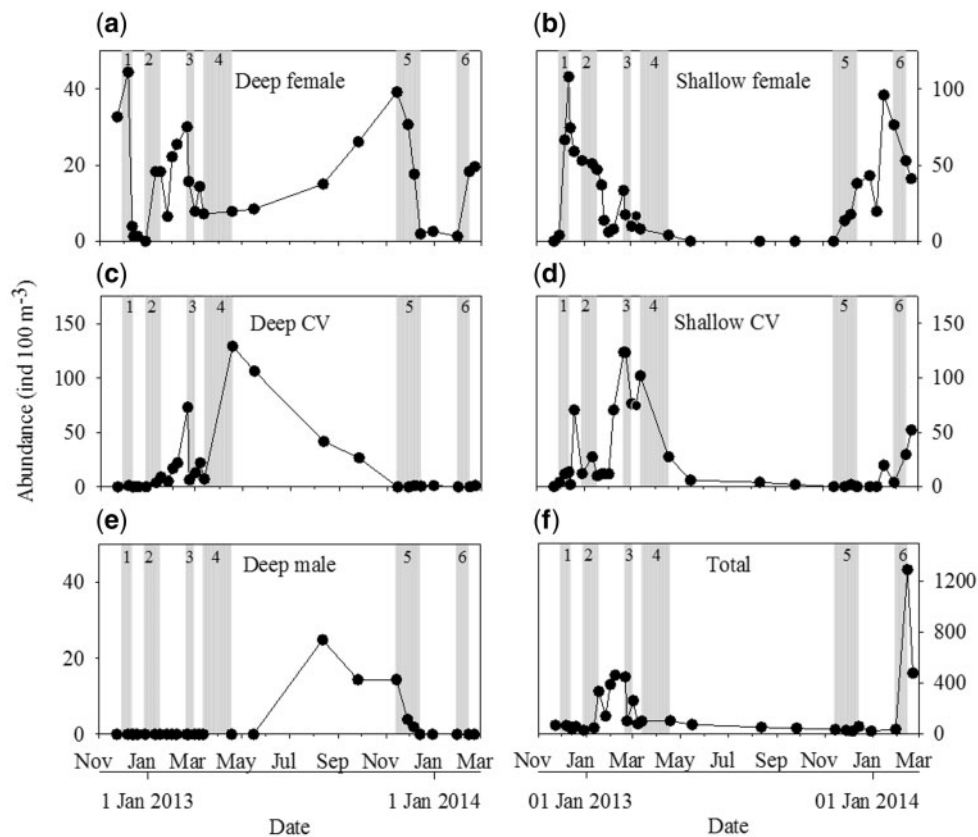 (a) (b)
1 2 3 4 5 6
Deep female
40
20
0
1 2 3 4 5 6
Shallow female
100
50
0
(c) (d)
1 2 3 4 5 6
Deep CV
150
100
50
0
1 2 3 4 5 6
Shallow CV
150
100
50
0
Abundance (ind 100 m⁻³)
(e) (f)
1 2 3 4 5 6
Deep male
40
20
0
1 2 3 4 5 6
Total
1200
800
400
0
Nov Jan Mar May Jul Sep Nov Jan Mar
1 Jan 2013 1 Jan 2014
Date
Nov Jan Mar May Jul Sep Nov Jan Mar
01 Jan 2013 01 Jan 2014
Date